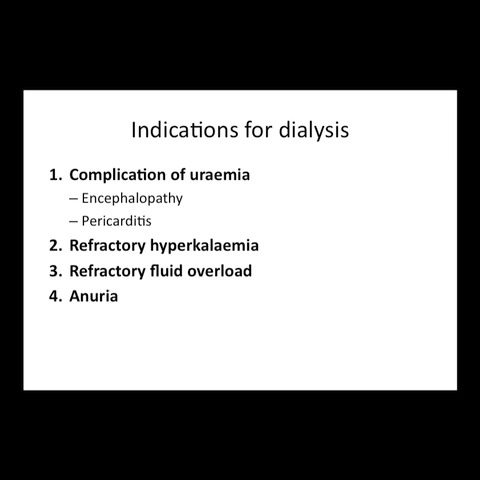 Indications for dialysis
1. Complication of uraemia
– Encephalopathy
– Pericarditis
2. Refractory hyperkalaemia
3. Refractory fluid overload
4. Anuria